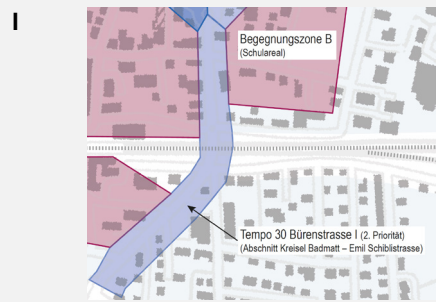 I
Begegnungszone B
(Schulareal)
Tempo 30 Bürenstrasse I (2. Priorität)
(Abschnitt Kreisel Badmatt – Emil Schiblistrasse)